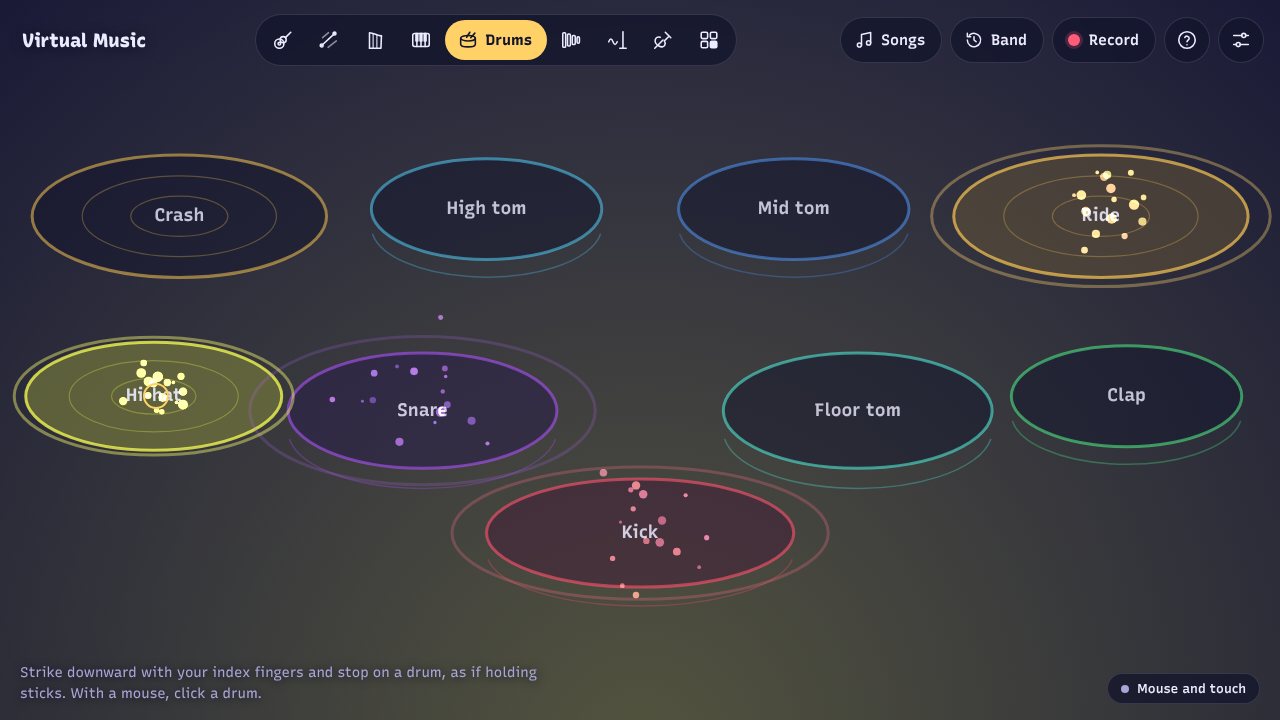 Virtual Music
Drums
Songs
Band
Record
Crash
High tom
Mid tom
Ride
Hi-hat
Snare
Floor tom
Clap
Kick
Strike downward with your index fingers and stop on a drum, as if holding
sticks. With a mouse, click a drum.
Mouse and touch